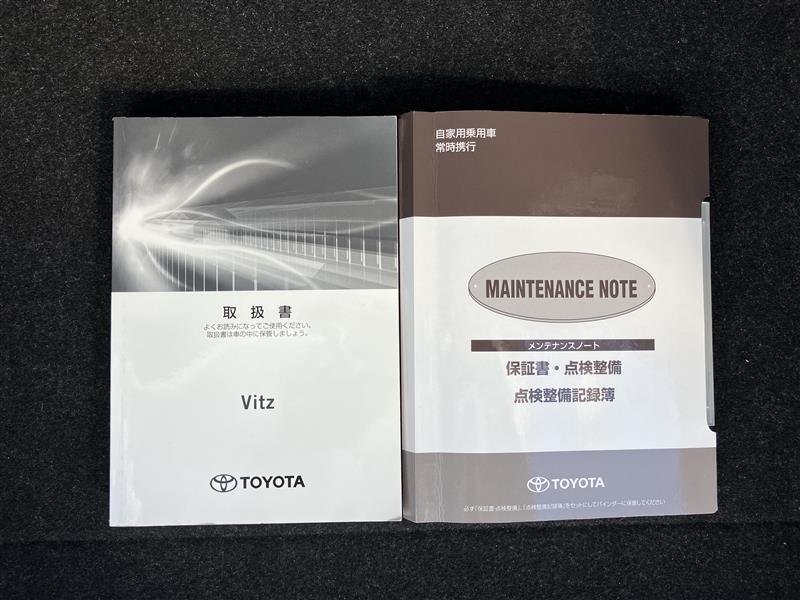 取扱書
よくお読みになってご使用ください。
取扱書は車の中に保管しましょう。
Vitz
TOYOTA
自家用乗用車
常時携行
MAINTENANCE NOTE
メンテナンスノート
保証書・点検整備
点検整備記録簿
TOYOTA
必ず「保証書・点検整備」、「点検整備記録簿」をセットにしてバインダーに保管してください